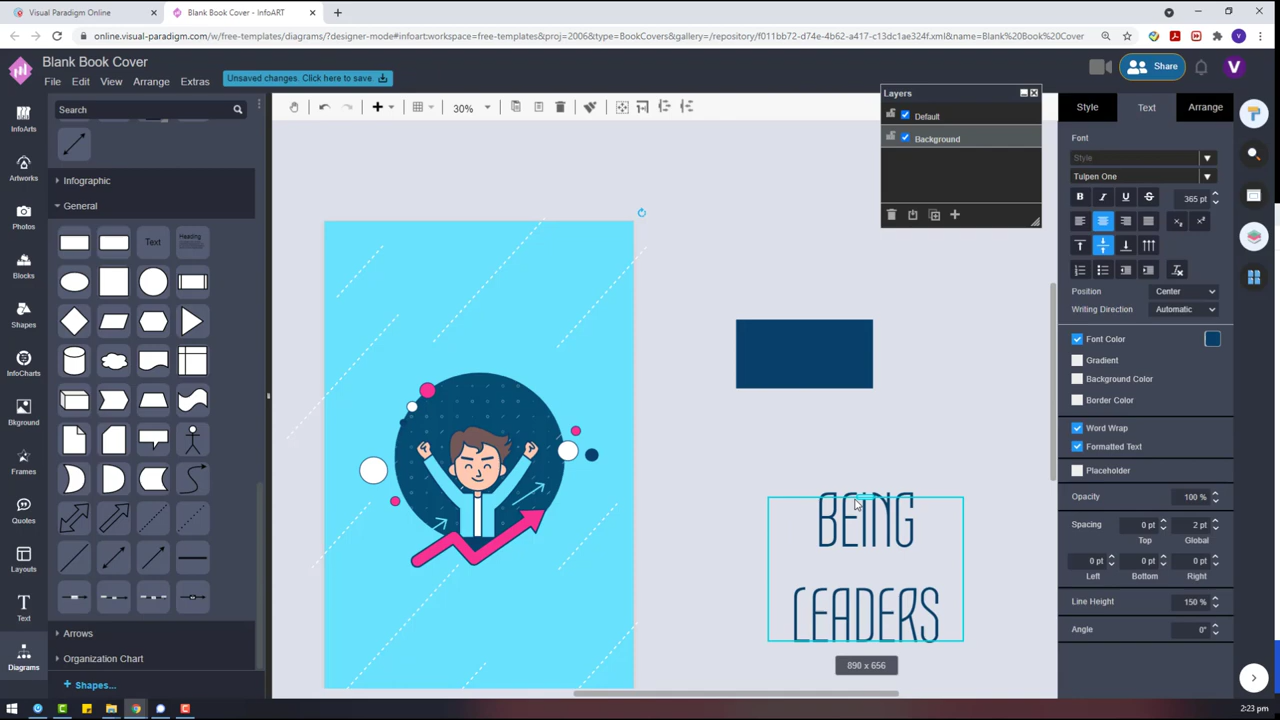 Visual Paradigm Online
Blank Book Cover - InfoART
online.visual-paradigm.com/w/free-templates/diagrams/?designer-mode#infoart:workspace=free-templates&proj=2006&type=BookCovers&gallery=/repository/f011bb72-d74e-4b62-a417-c13dc1ae324f.xml&name=Blank%20Book%20Cover
Blank Book Cover
File
Edit
View
Arrange
Extras
Unsaved changes. Click here to save.
Share
V
Search
30%
Layers
Default
Background
Style
Text
Arrange
InfoArts
Artworks
Photos
Blocks
Shapes
InfoCharts
Bkground
Frames
Quotes
Layouts
Text
Diagrams
Infographic
General
Text
Heading
Arrows
Organization Chart
+ Shapes...
BEING
LEADERS
890 x 656
Font
Style
Tulpen One
B I U S
365 pt
Position
Center
Writing Direction
Automatic
Font Color
Gradient
Background Color
Border Color
Word Wrap
Formatted Text
Placeholder
Opacity
100 %
Spacing
0 pt
2 pt
Top
Global
0 pt
0 pt
0 pt
Left
Bottom
Right
Line Height
150 %
Angle
0°
2:23 pm